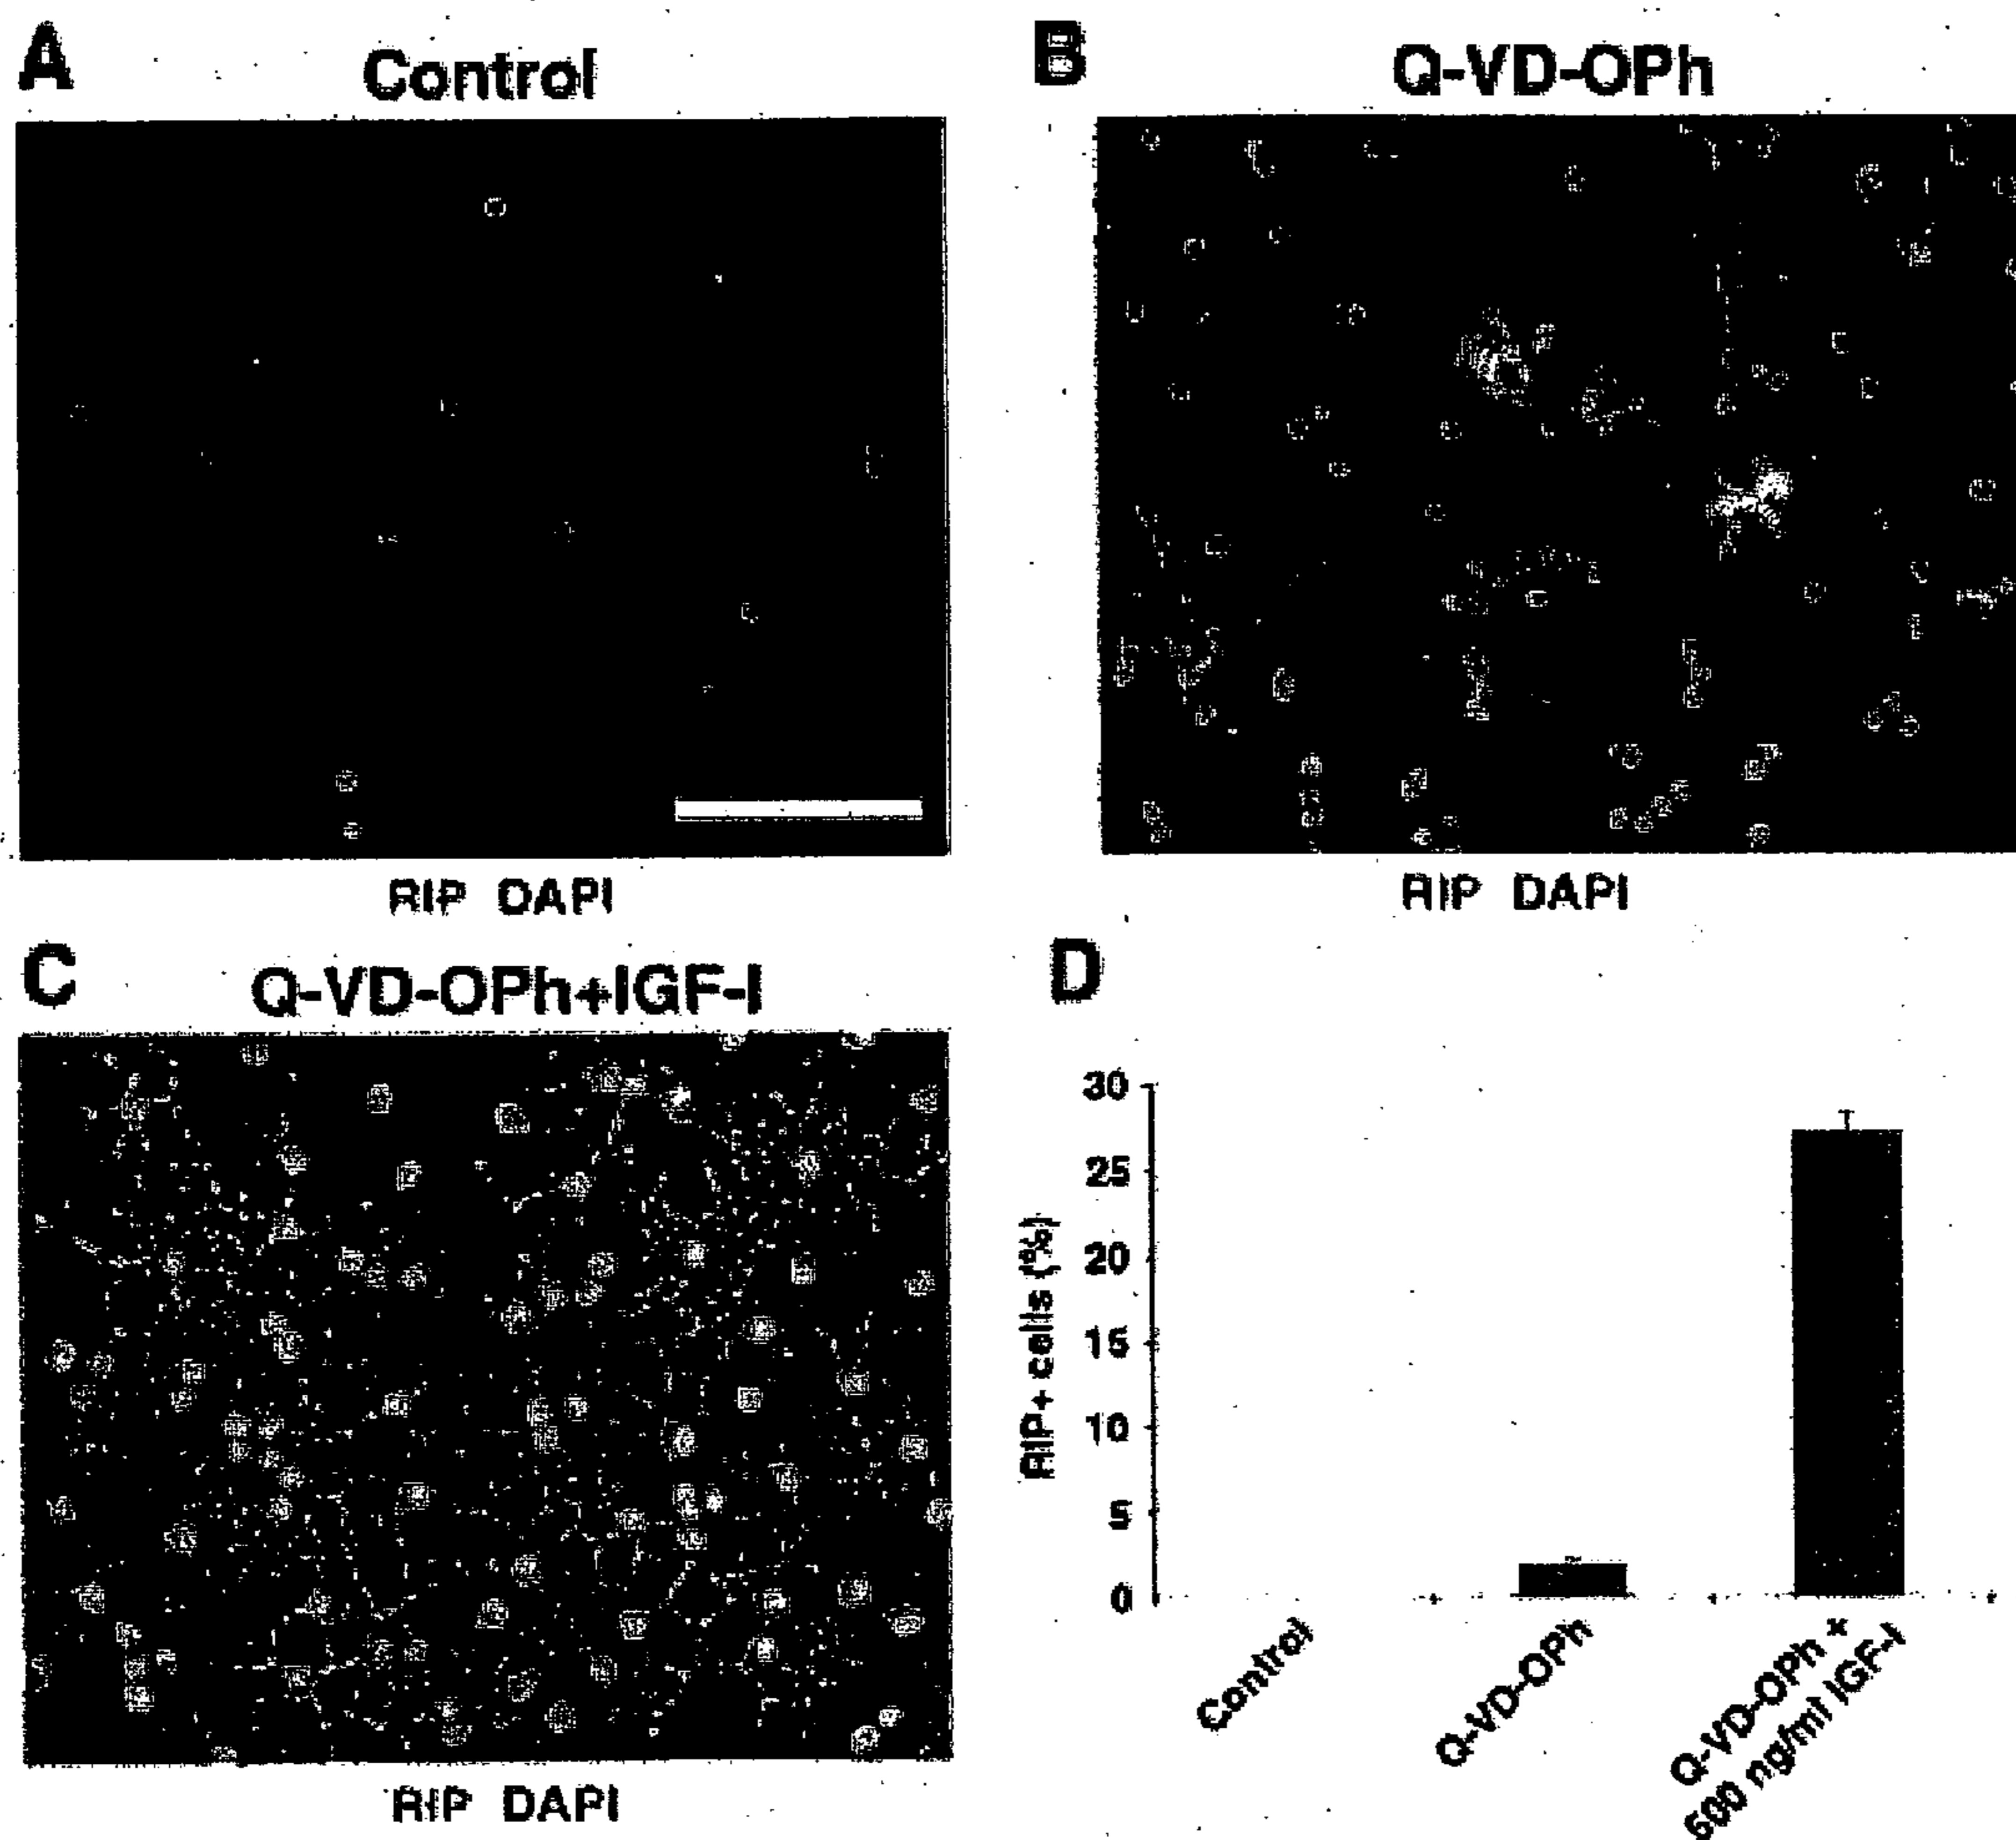 A
Control
RIP DAPI
B
Q-VD-OPh
RIP DAPI
C
Q-VD-OPh+IGF-I
RIP DAPI
D
RIP+ cells (%)
30
25
20
15
10
5
0
Control
Q-VD-OPh
Q-VD-OPh +
600 ng/ml IGF-I